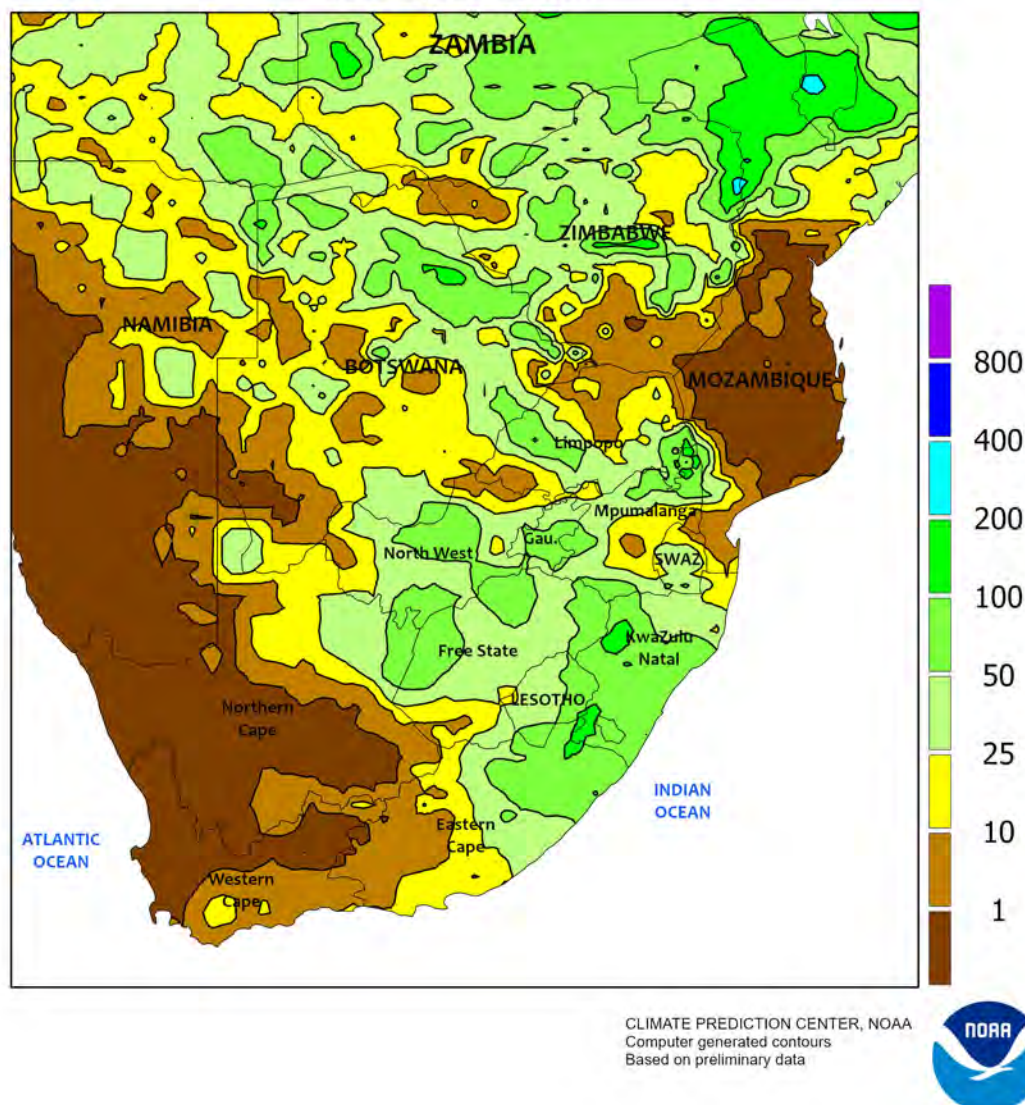 ZAMBIA
ZIMBABWE
NAMIBIA
BOTSWANA
MOZAMBIQUE
Limpopo
Mpumalanga
Gau.
North West
SWAZ
KwaZulu
Natal
Free State
LESOTHO
Northern
Cape
INDIAN
OCEAN
ATLANTIC
OCEAN
Eastern
Cape
Western
Cape
800
400
200
100
50
25
10
1
CLIMATE PREDICTION CENTER, NOAA
Computer generated contours
Based on preliminary data
NOAA